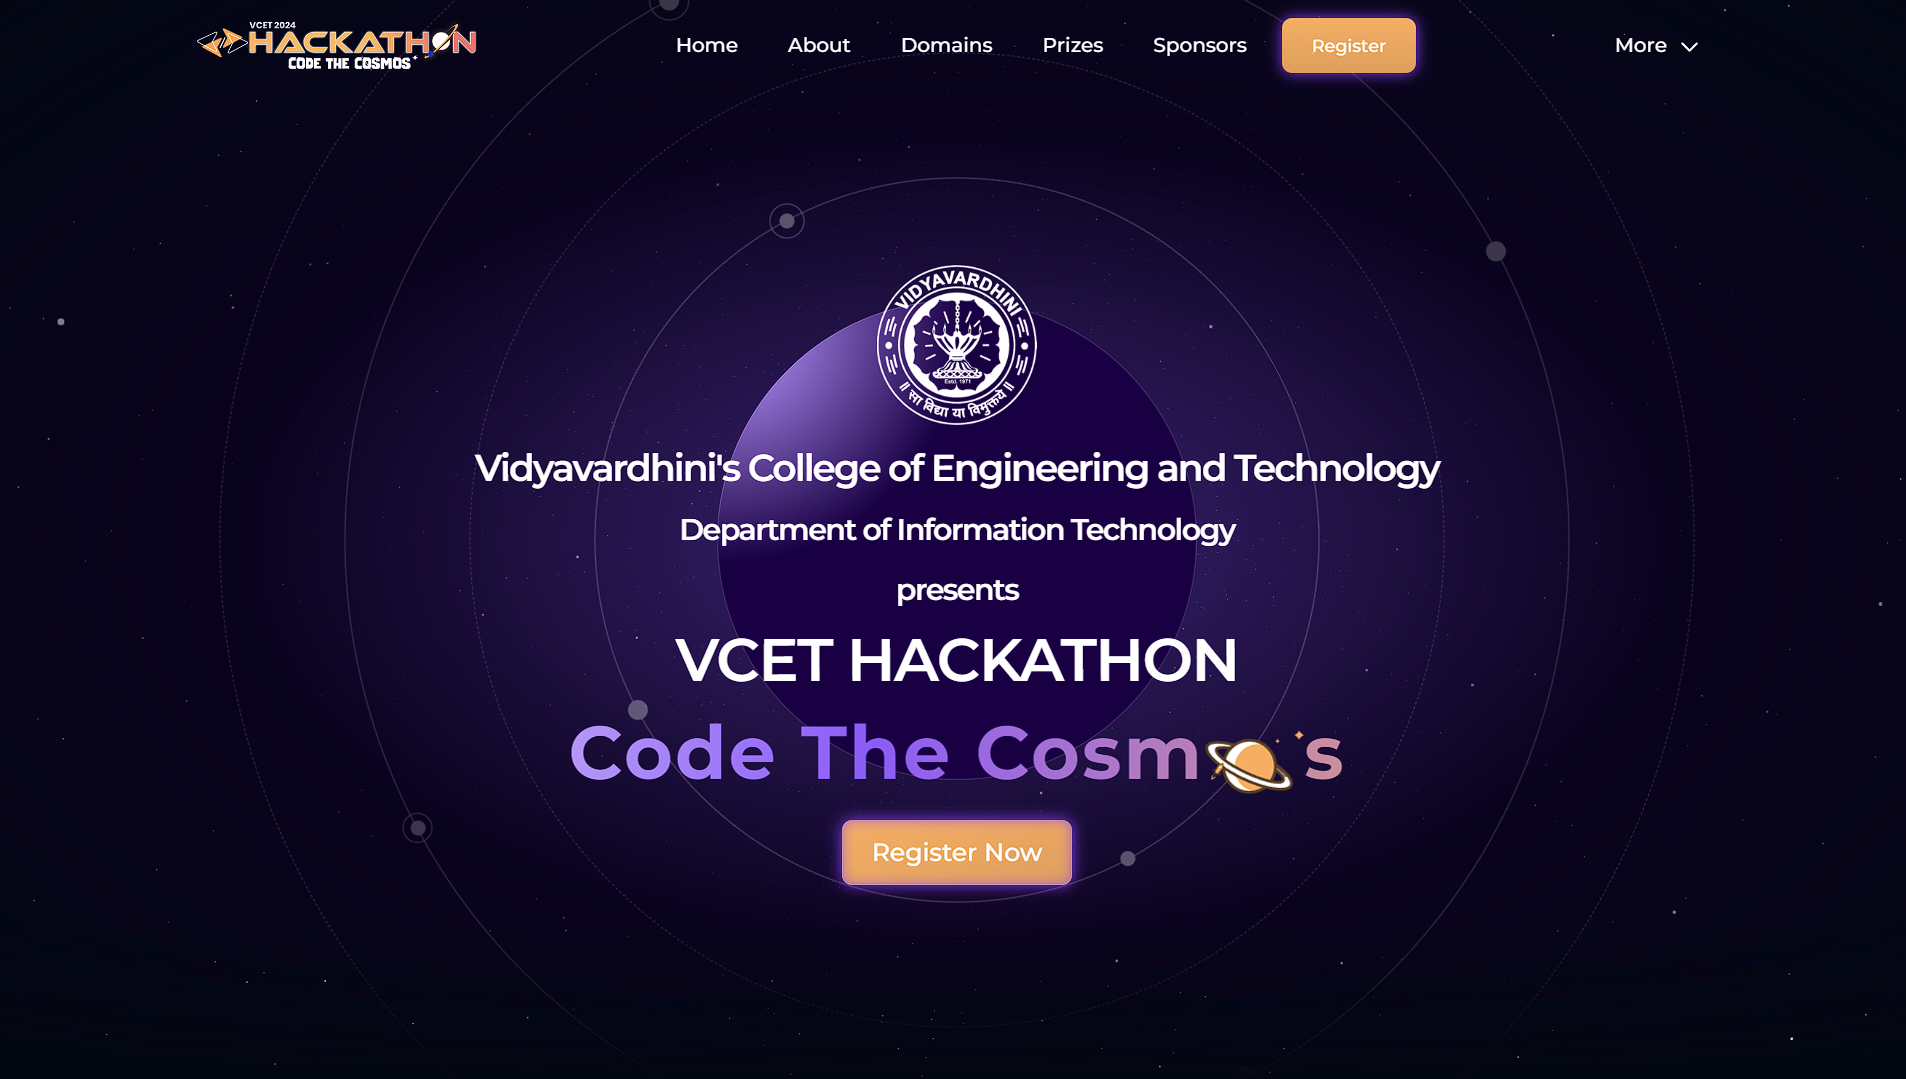 VCET 2024
HACKATHON
CODE THE COSMOS
Home
About
Domains
Prizes
Sponsors
Register
More
VIDYAVARDHINI
Estd. 1971
॥ सा विद्या या विमुक्तये ॥
Vidyavardhini's College of Engineering and Technology
Department of Information Technology
presents
VCET HACKATHON
Code The Cosmos
Register Now